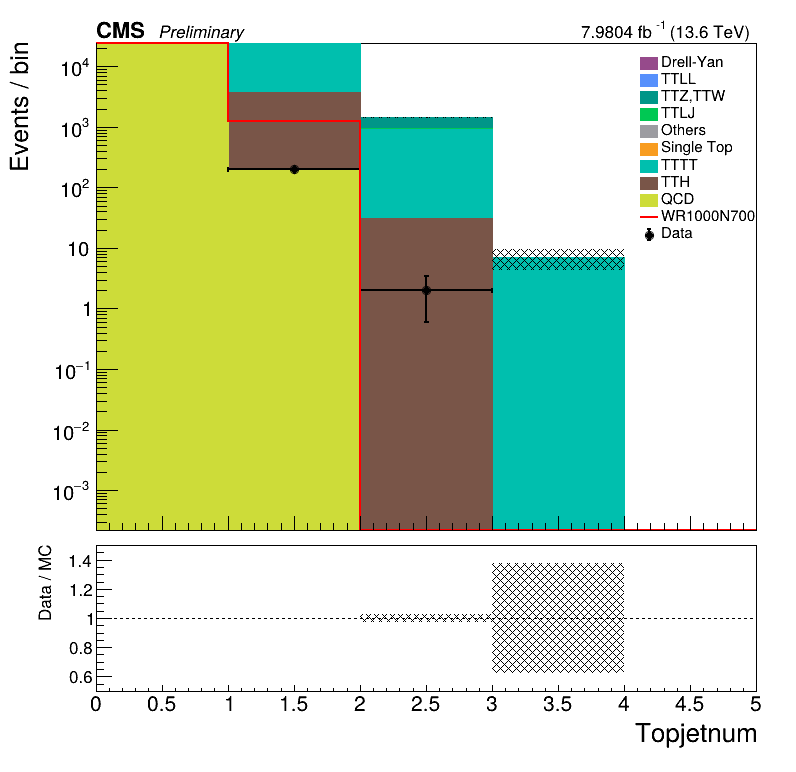 CMS Preliminary 7.9804 fb⁻¹ (13.6 TeV)
Events / bin
10⁴
10³
10²
10
1
10⁻¹
10⁻²
10⁻³
Drell-Yan
TTLL
TTZ,TTW
TTLJ
Others
Single Top
TTTT
TTH
QCD
WR1000N700
Data
Data / MC
1.4
1.2
1
0.8
0.6
0 0.5 1 1.5 2 2.5 3 3.5 4 4.5 5
Topjetnum